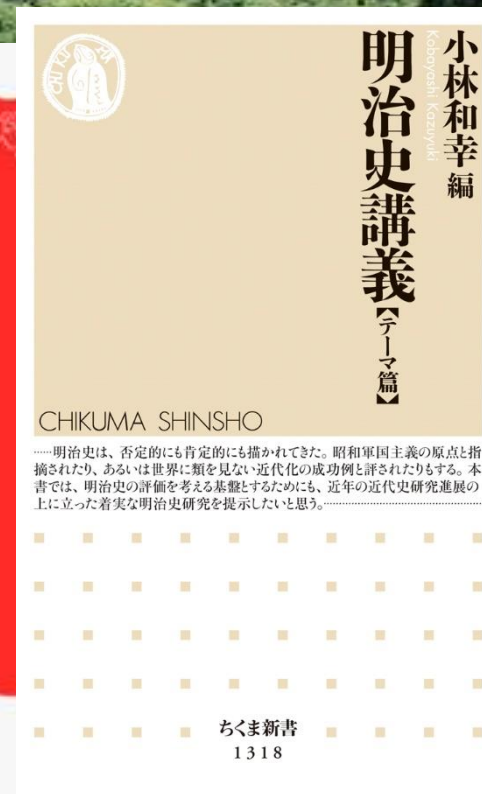 小林和幸 編
Kobayashi Kazuyuki
明治史講義【テーマ篇】
CHIKUMA
CHIKUMA SHINSHO
……明治史は、否定的にも肯定的にも描かれてきた。昭和軍国主義の原点と指
摘されたり、あるいは世界に類を見ない近代化の成功例と評されたりもする。本
書では、明治史の評価を考える基盤とするためにも、近年の近代史研究進展の
上に立った着実な明治史研究を提示したいと思う。……
ちくま新書
1318